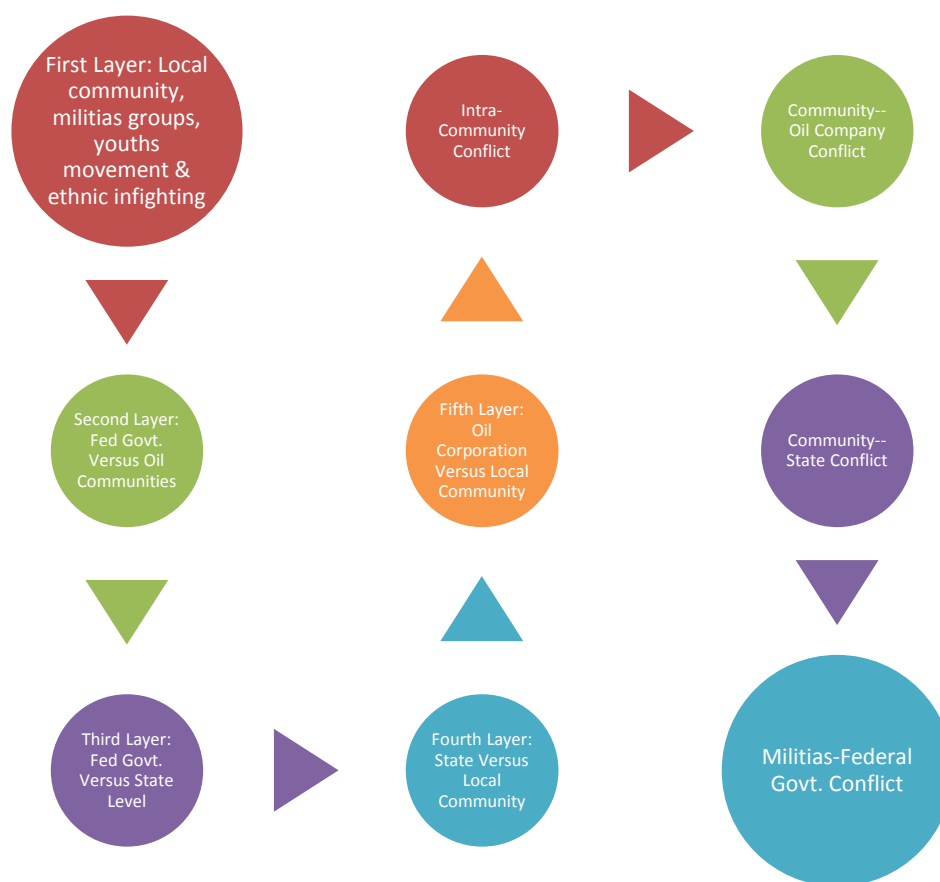 First Layer: Local
community,
militias groups,
youths
movement &
ethnic infighting
Second Layer:
Fed Govt.
Versus Oil
Communities
Third Layer:
Fed Govt.
Versus State
Level
Fourth Layer:
State Versus
Local
Community
Fifth Layer:
Oil
Corporation
Versus Local
Community
Intra-
Community
Conflict
Community--
Oil Company
Conflict
Community--
State Conflict
Militias-Federal
Govt. Conflict